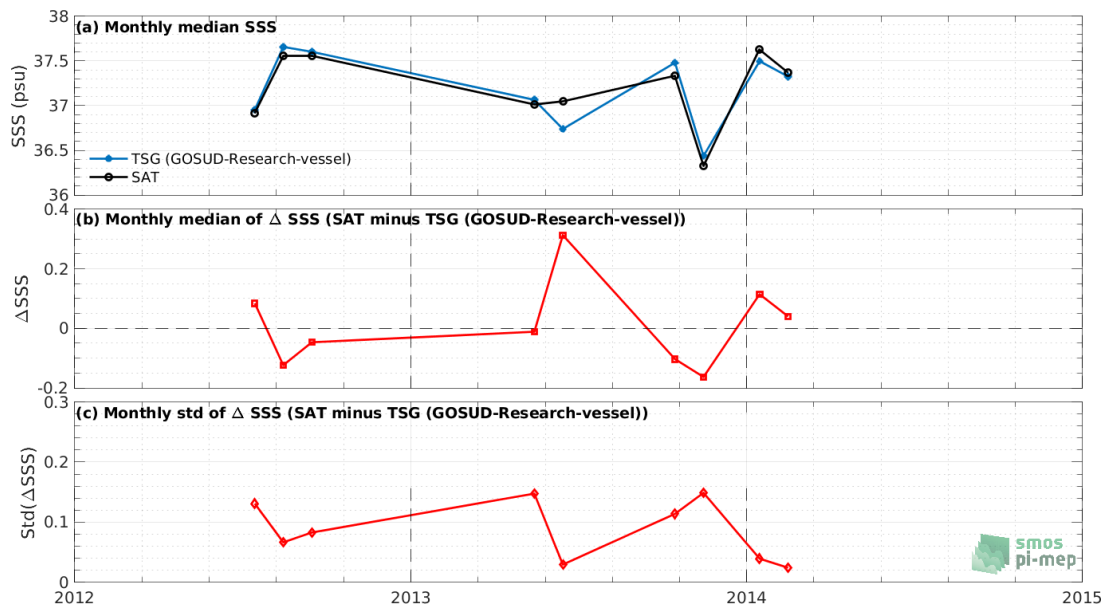 (a) Monthly median SSS
38
37.5
37
36.5
36
SSS (psu)
TSG (GOSUD-Research-vessel)
SAT
(b) Monthly median of Δ SSS (SAT minus TSG (GOSUD-Research-vessel))
0.4
0.2
0
-0.2
ΔSSS
(c) Monthly std of Δ SSS (SAT minus TSG (GOSUD-Research-vessel))
0.3
0.2
0.1
0
Std(ΔSSS)
smos
pi-mep
2012
2013
2014
2015